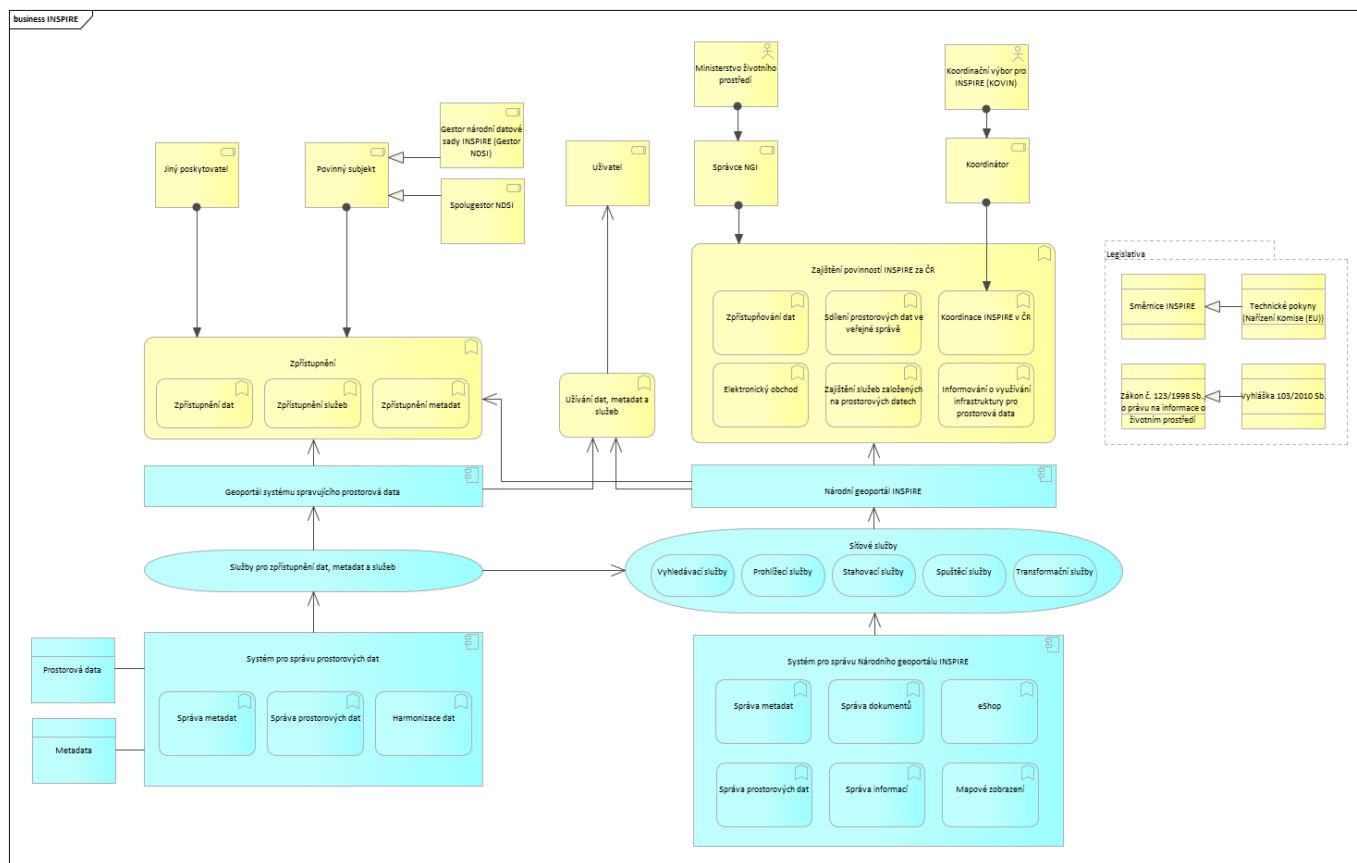 business INSPIRE
Ministerstvo životního
prostředí
Koordinační výbor pro
INSPIRE (KOVIN)
Gestor národní datové
sady INSPIRE (Gestor
NDSI)
Jiný poskytovatel
Povinný subjekt
Uživatel
Správce NGI
Koordinátor
Spolugestor NDSI
Zajištění povinností INSPIRE za ČR
Zpřístupňování dat
Sdílení prostorových dat ve
veřejné správě
Koordinace INSPIRE v ČR
Elektronický obchod
Zajištění služeb založených
na prostorových datech
Informování o využívání
infrastruktury pro
prostorová data
Legislativa
Směrnice INSPIRE
Technické pokyny
(Nařízení Komise (EU))
Zákon č. 123/1998 Sb.
o právu na informace o
životním prostředí
Vyhláška 103/2010 Sb.
Zpřístupnění
Zpřístupnění dat
Zpřístupnění služeb
Zpřístupnění metadat
Užívání dat, metadat a
služeb
Geoportál systému spravujícího prostorová data
Národní geoportál INSPIRE
Služby pro zpřístupnění dat, metadat a služeb
Síťové služby
Vyhledávací služby
Prohlížecí služby
Stahovací služby
Spuštěcí služby
Transformační služby
Prostorová data
Metadata
Systém pro správu prostorových dat
Správa metadat
Správa prostorových dat
Harmonizace dat
Systém pro správu Národního geoportálu INSPIRE
Správa metadat
Správa dokumentů
eShop
Správa prostorových dat
Správa informací
Mapové zobrazení